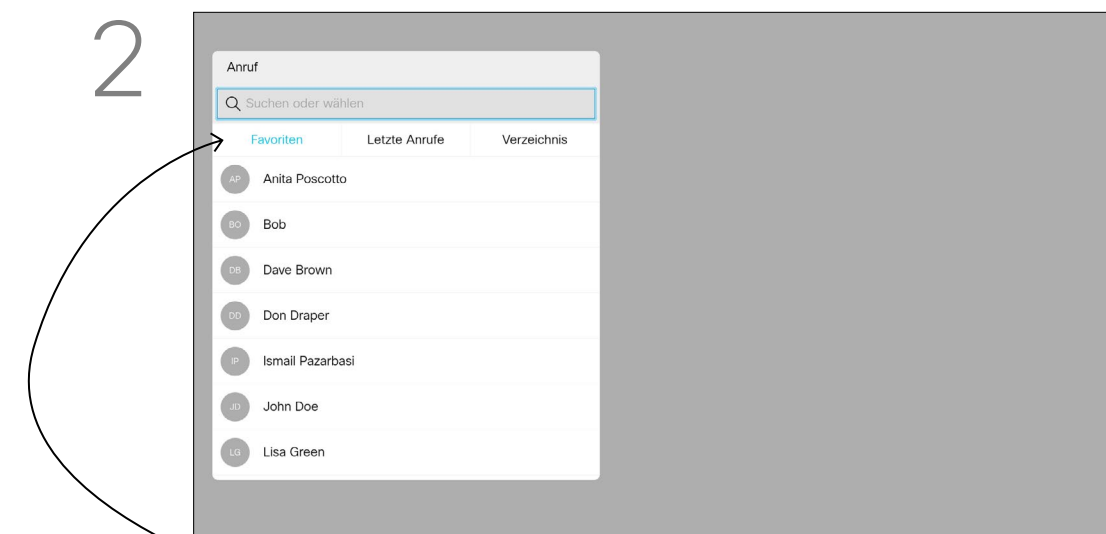 2
Anruf
Suchen oder wählen
Favoriten Letzte Anrufe Verzeichnis
AP Anita Poscotto
BO Bob
DB Dave Brown
DD Don Draper
IP Ismail Pazarbasi
JD John Doe
LG Lisa Green